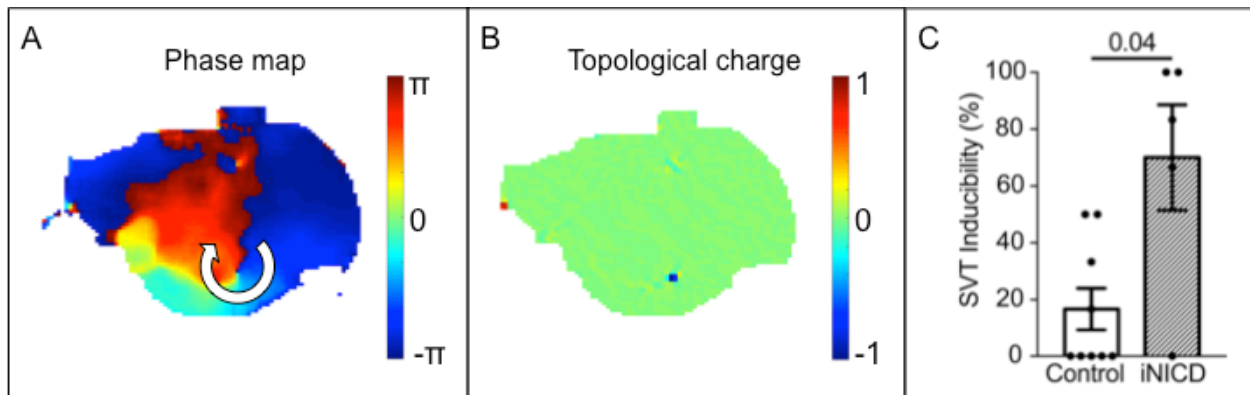 A
Phase map
π
0
-π
B
Topological charge
1
0
-1
C
0.04
SVT Inducibility (%)
100
80
60
40
20
0
Control
iNICD